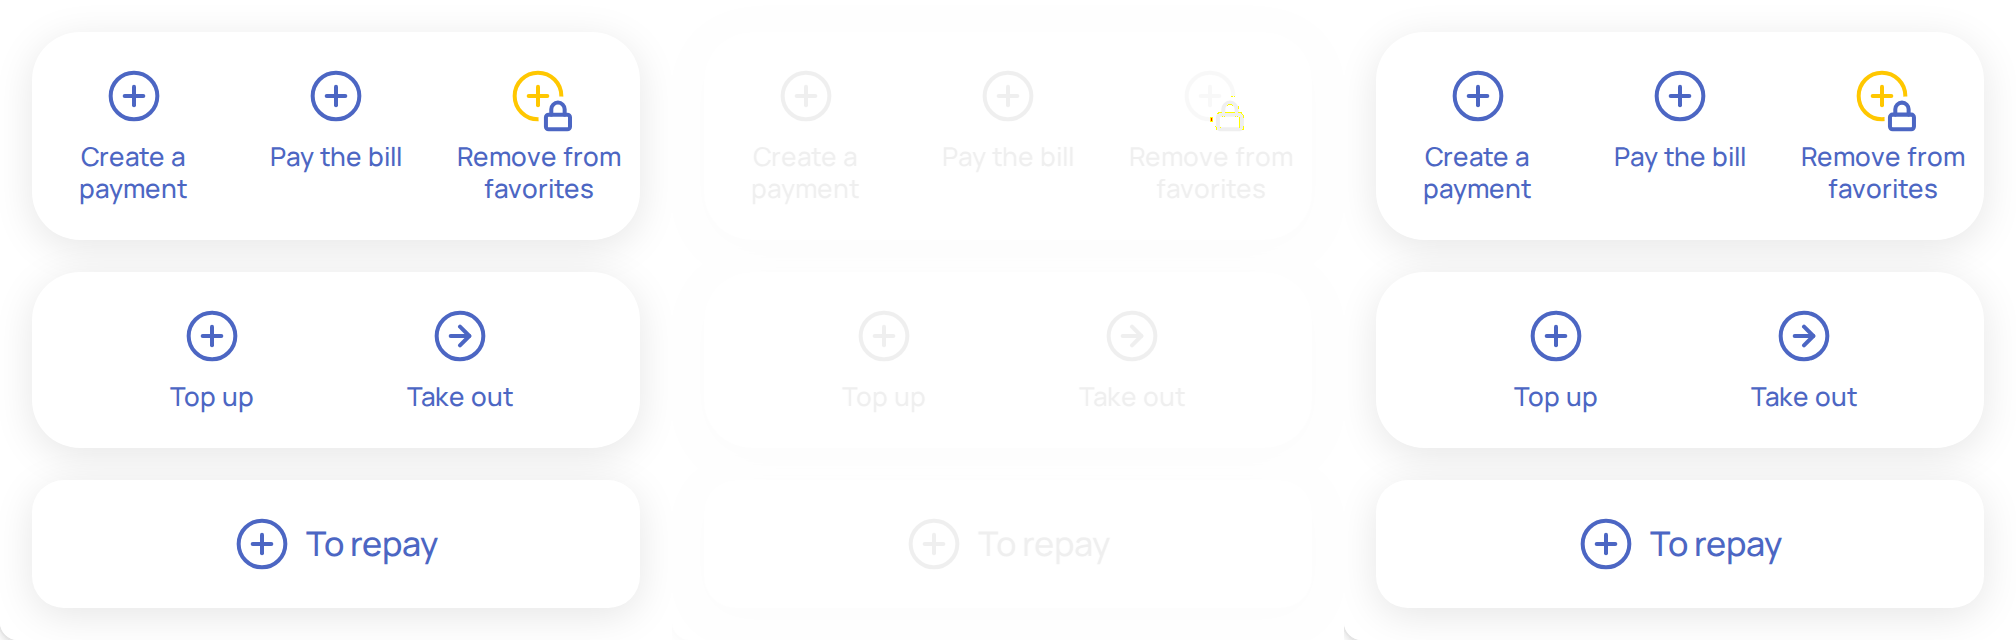 Create a
payment
Pay the bill
Remove from
favorites
Top up
Take out
To repay
Create a
payment
Pay the bill
Remove from
favorites
Top up
Take out
To repay
Create a
payment
Pay the bill
Remove from
favorites
Top up
Take out
To repay